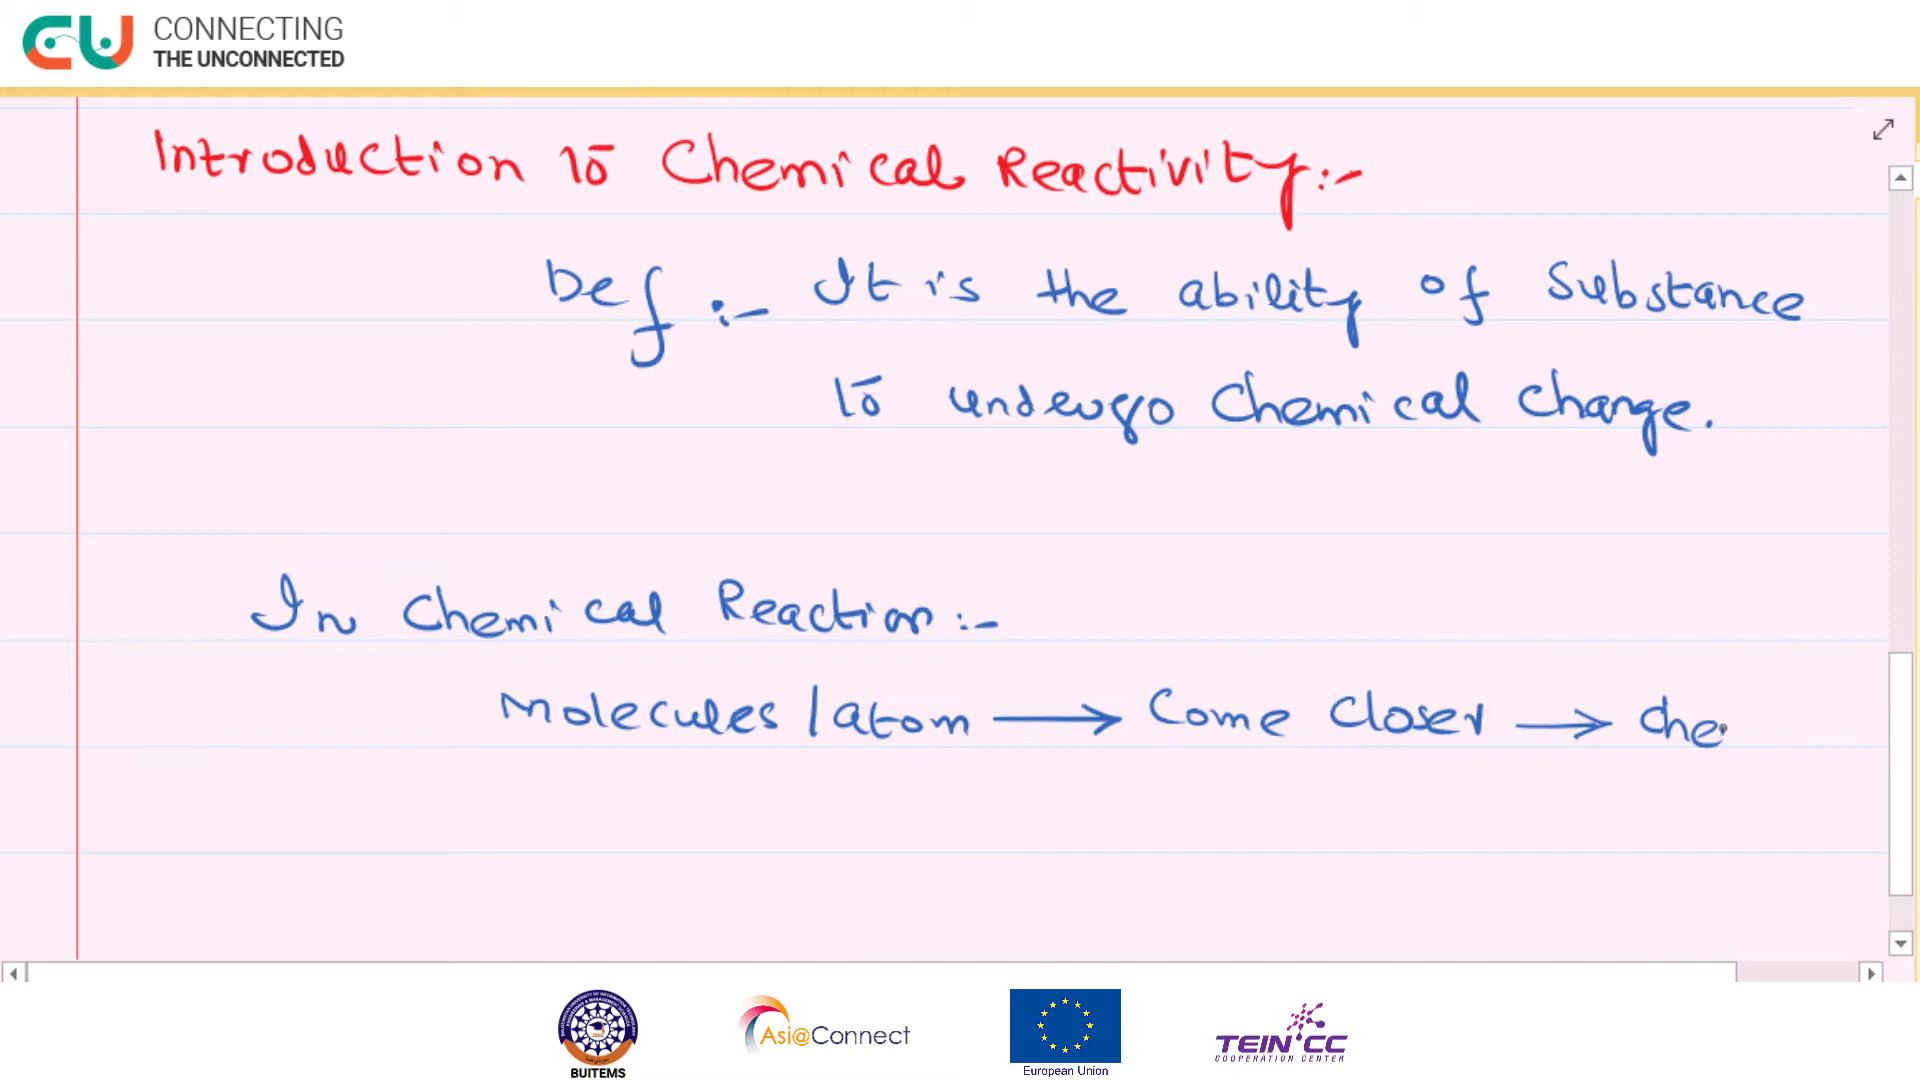 CONNECTING
THE UNCONNECTED
Introduction to Chemical Reactivity:-
Def :- It is the ability of Substance
to undergo Chemical Change.
In Chemical Reaction:-
Molecules / atom → Come Closer → Che
BUITEMS
Asi@Connect
European Union
TEIN*CC
COOPERATION CENTER